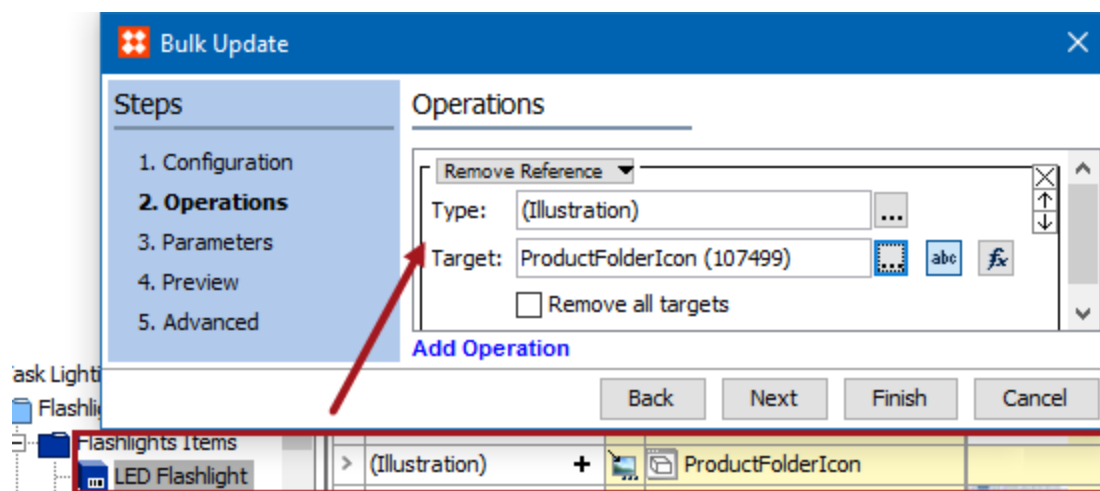 Bulk Update
Steps
1. Configuration
2. Operations
3. Parameters
4. Preview
5. Advanced
Operations
Remove Reference
Type: (Illustration) ...
Target: ProductFolderIcon (107499) ... abc fx
Remove all targets
Add Operation
Back Next Finish Cancel
ask Lighti
Flashlig
Flashlights Items
LED Flashlight
> (Illustration) + ProductFolderIcon